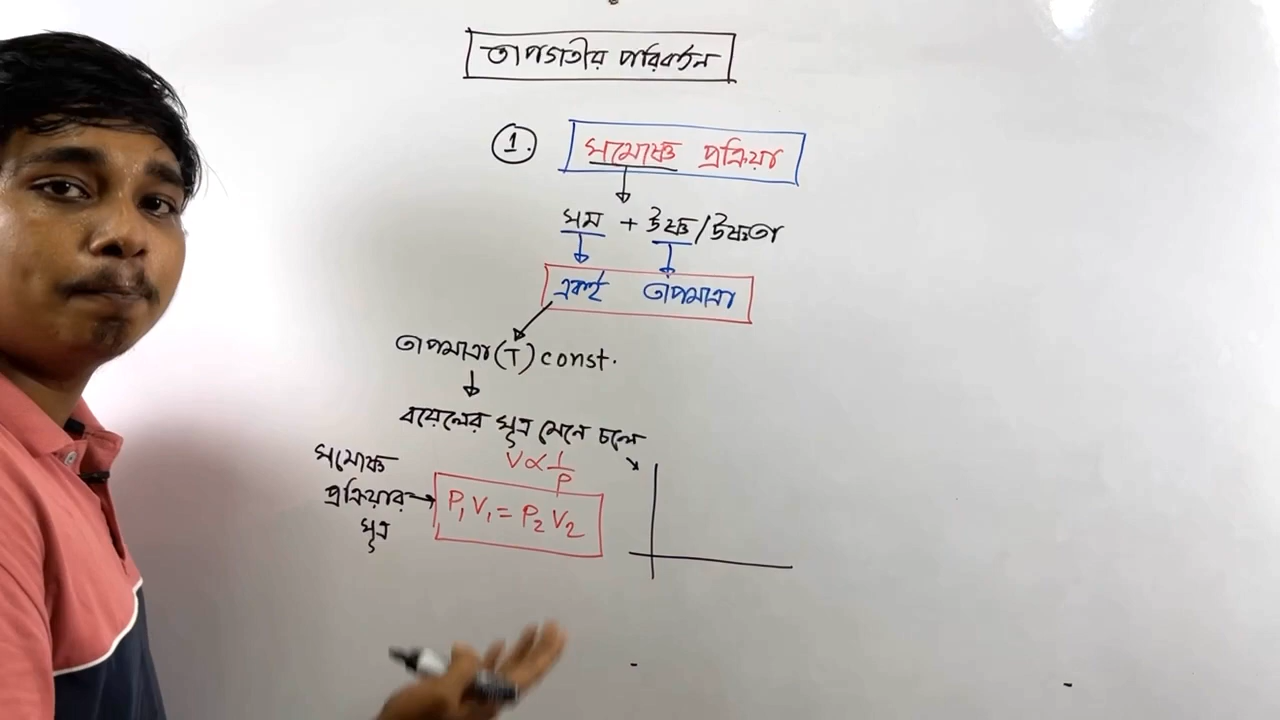 তাপগতীয় পরিবর্তন
1. সমোষ্ণ প্রক্রিয়া
সম + উষ্ণ/উষ্ণতা
একই তাপমাত্রা
তাপমাত্রা (T) const.
বয়েলের সূত্র মেনে চলে
V ∝ 1/P
সমোষ্ণ
প্রক্রিয়ার
সূত্র
P₁V₁ = P₂V₂